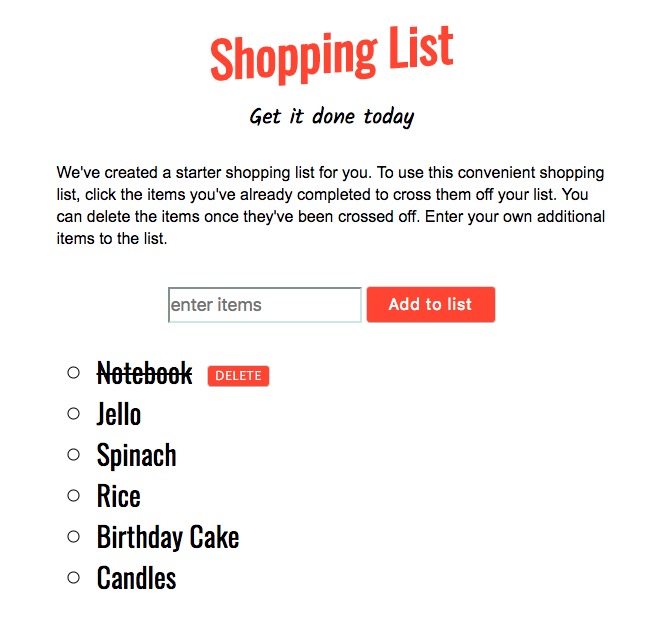 Shopping List
Get it done today
We've created a starter shopping list for you. To use this convenient shopping
list, click the items you've already completed to cross them off your list. You
can delete the items once they've been crossed off. Enter your own additional
items to the list.
enter items Add to list
Notebook DELETE
Jello
Spinach
Rice
Birthday Cake
Candles